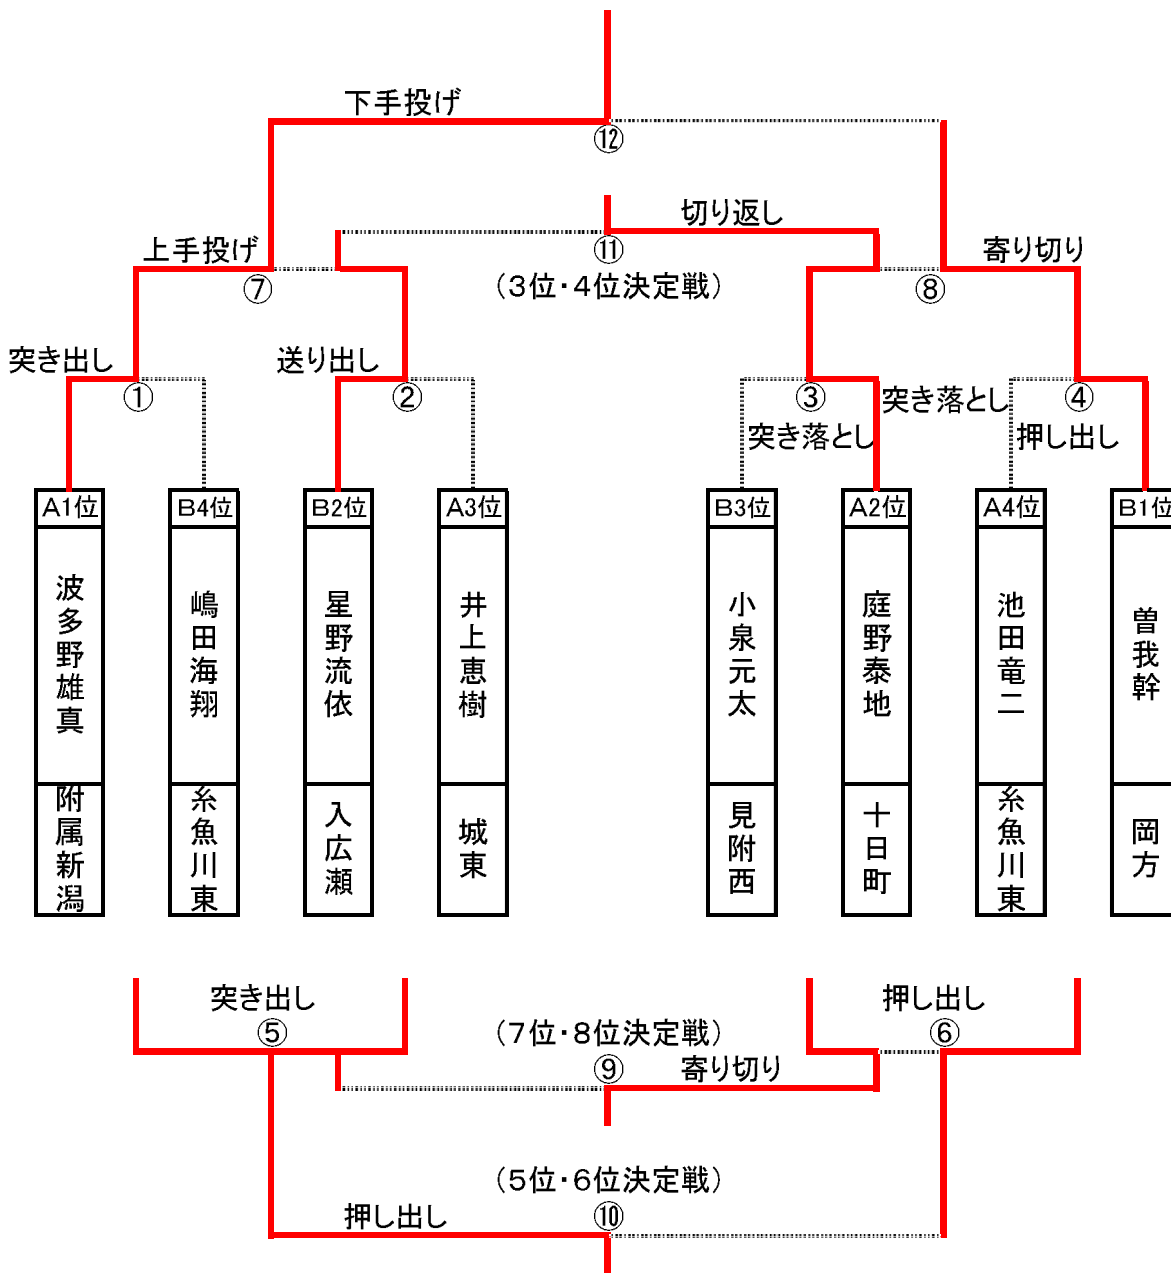 下手投げ
⑫
切り返し
上手投げ
⑪
寄り切り
⑦
(3位・4位決定戦)
⑧
突き出し
送り出し
①
②
③
突き落とし
④
突き落とし
押し出し
A1位
B4位
B2位
A3位
B3位
A2位
A4位
B1位
波多野雄真
嶋田海翔
星野流依
井上恵樹
小泉元太
庭野泰地
池田竜二
曽我幹
附属新潟
糸魚川東
入広瀬
城東
見附西
十日町
糸魚川東
岡方
突き出し
押し出し
⑤
(7位・8位決定戦)
⑥
⑨
寄り切り
(5位・6位決定戦)
押し出し
⑩